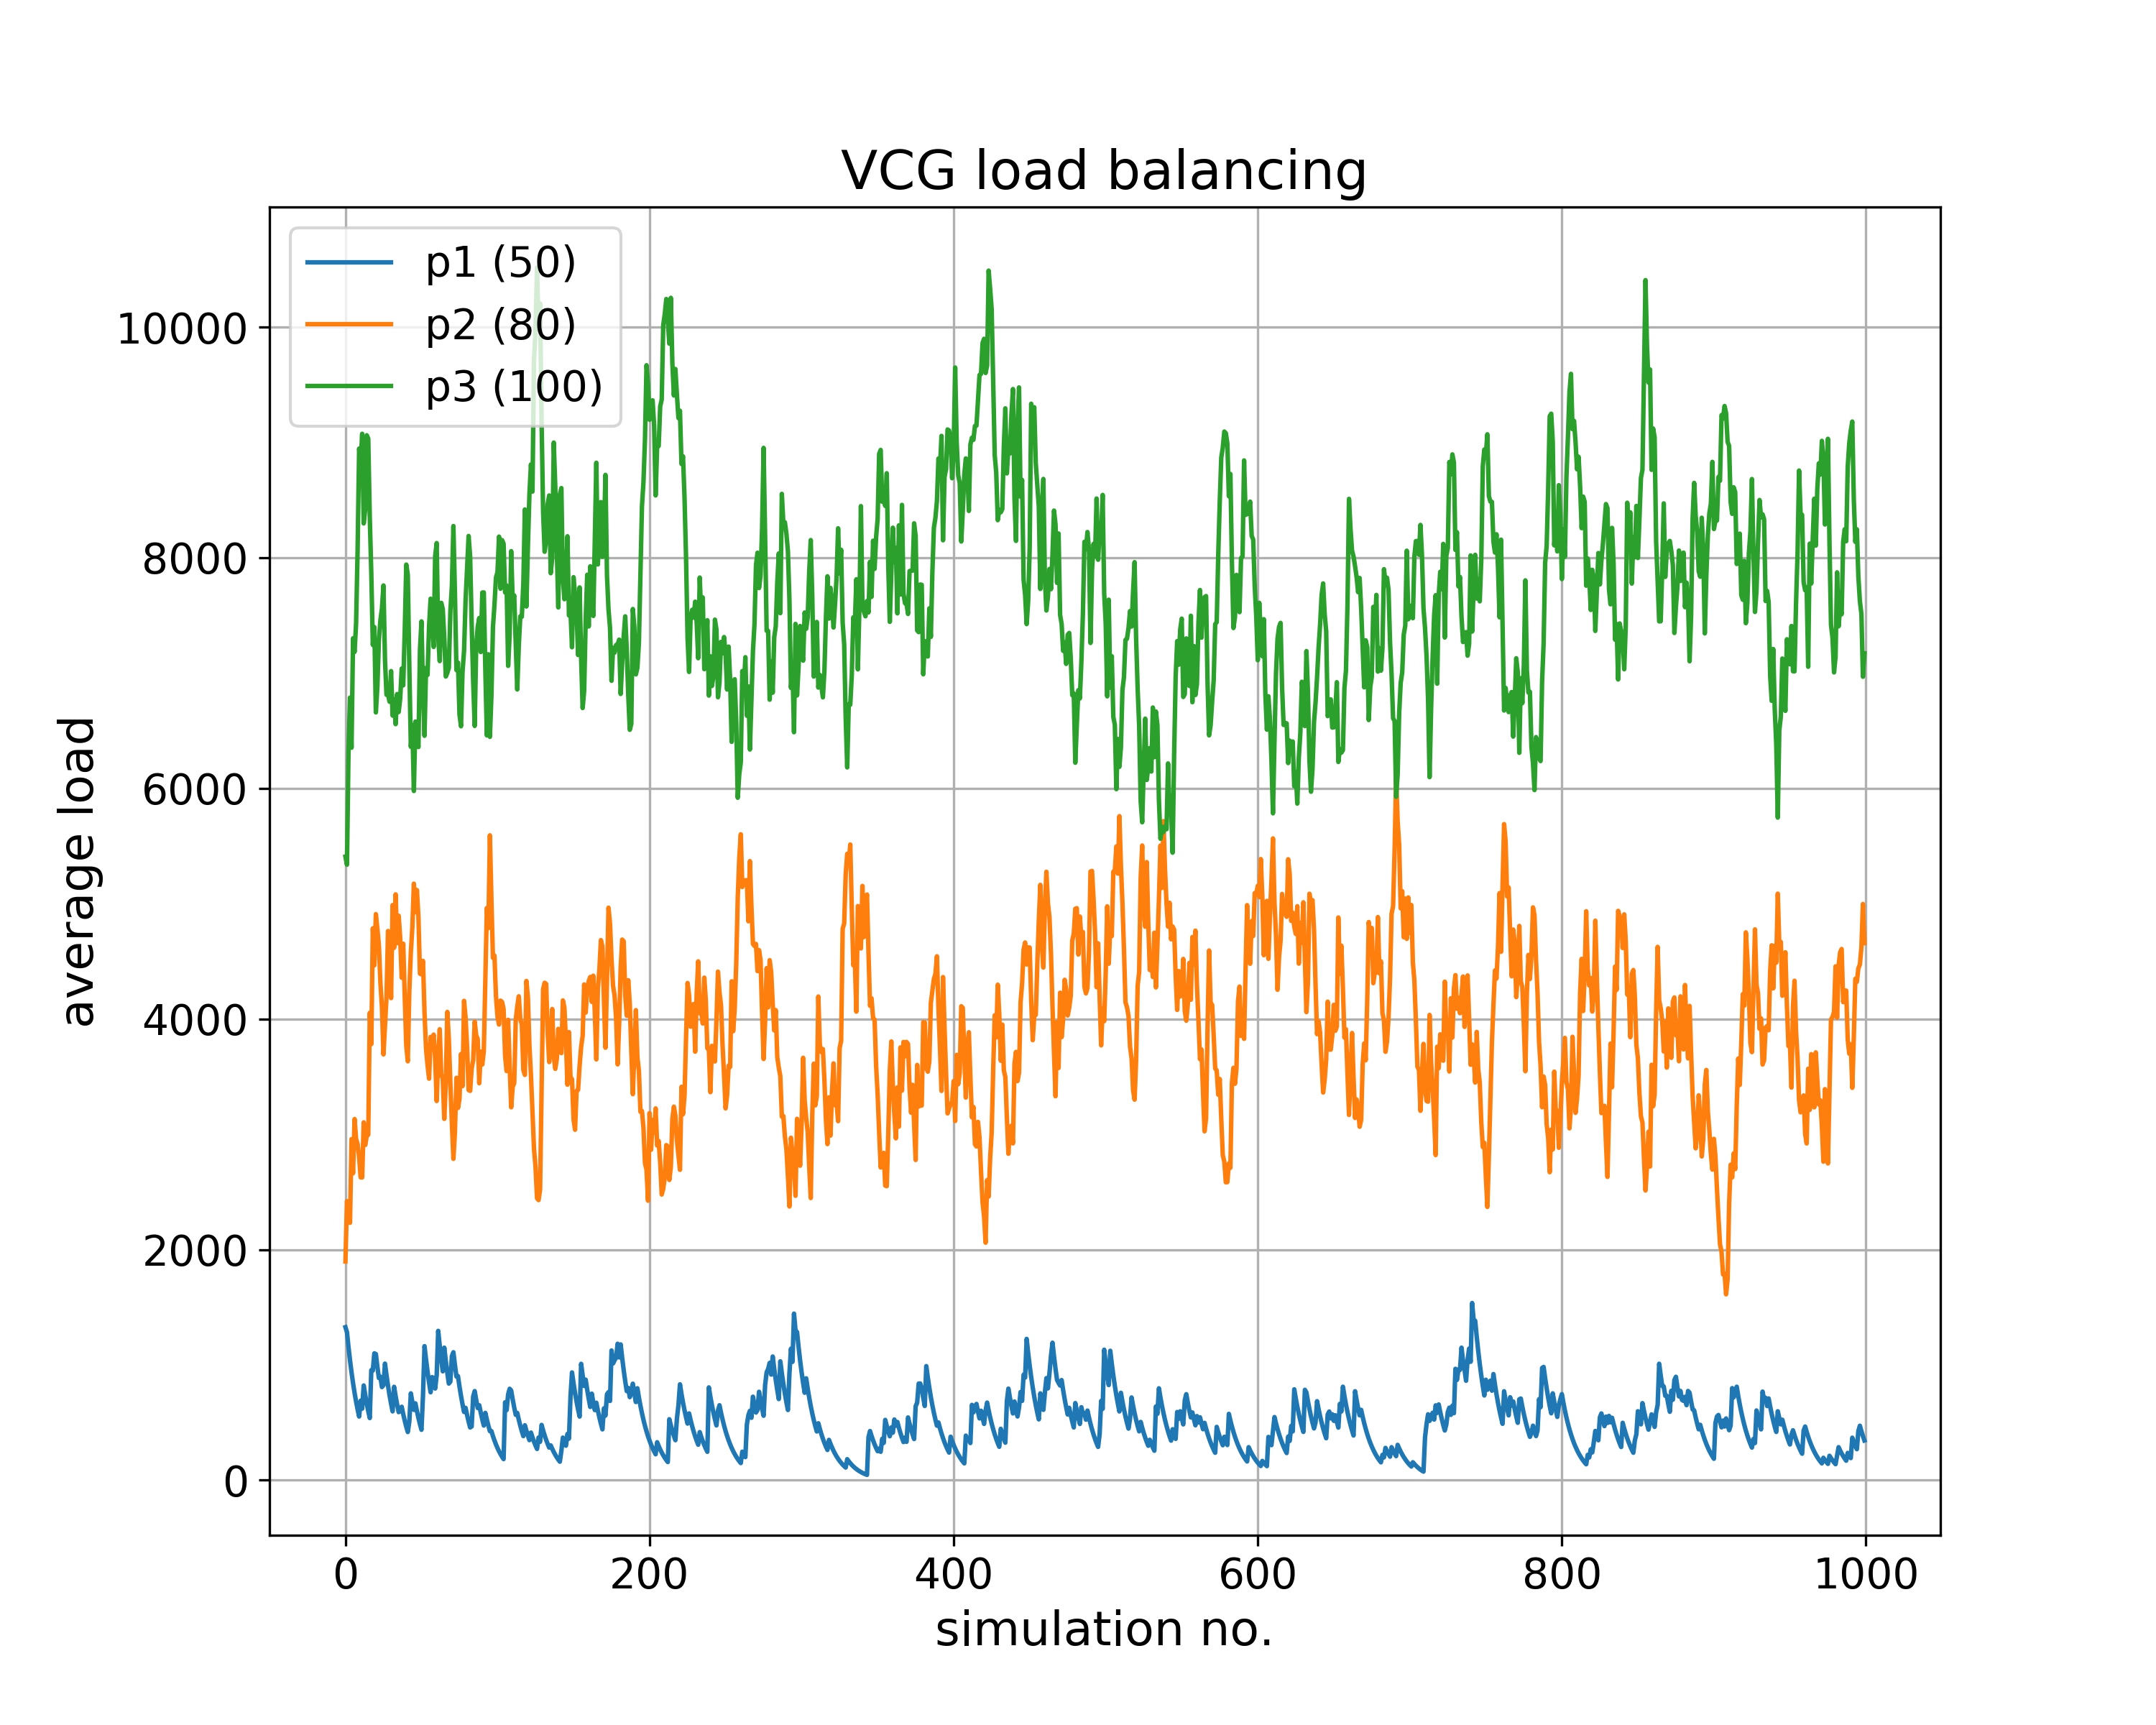 VCG load balancing
p1 (50)
p2 (80)
p3 (100)
average load
10000
8000
6000
4000
2000
0
0 200 400 600 800 1000
simulation no.